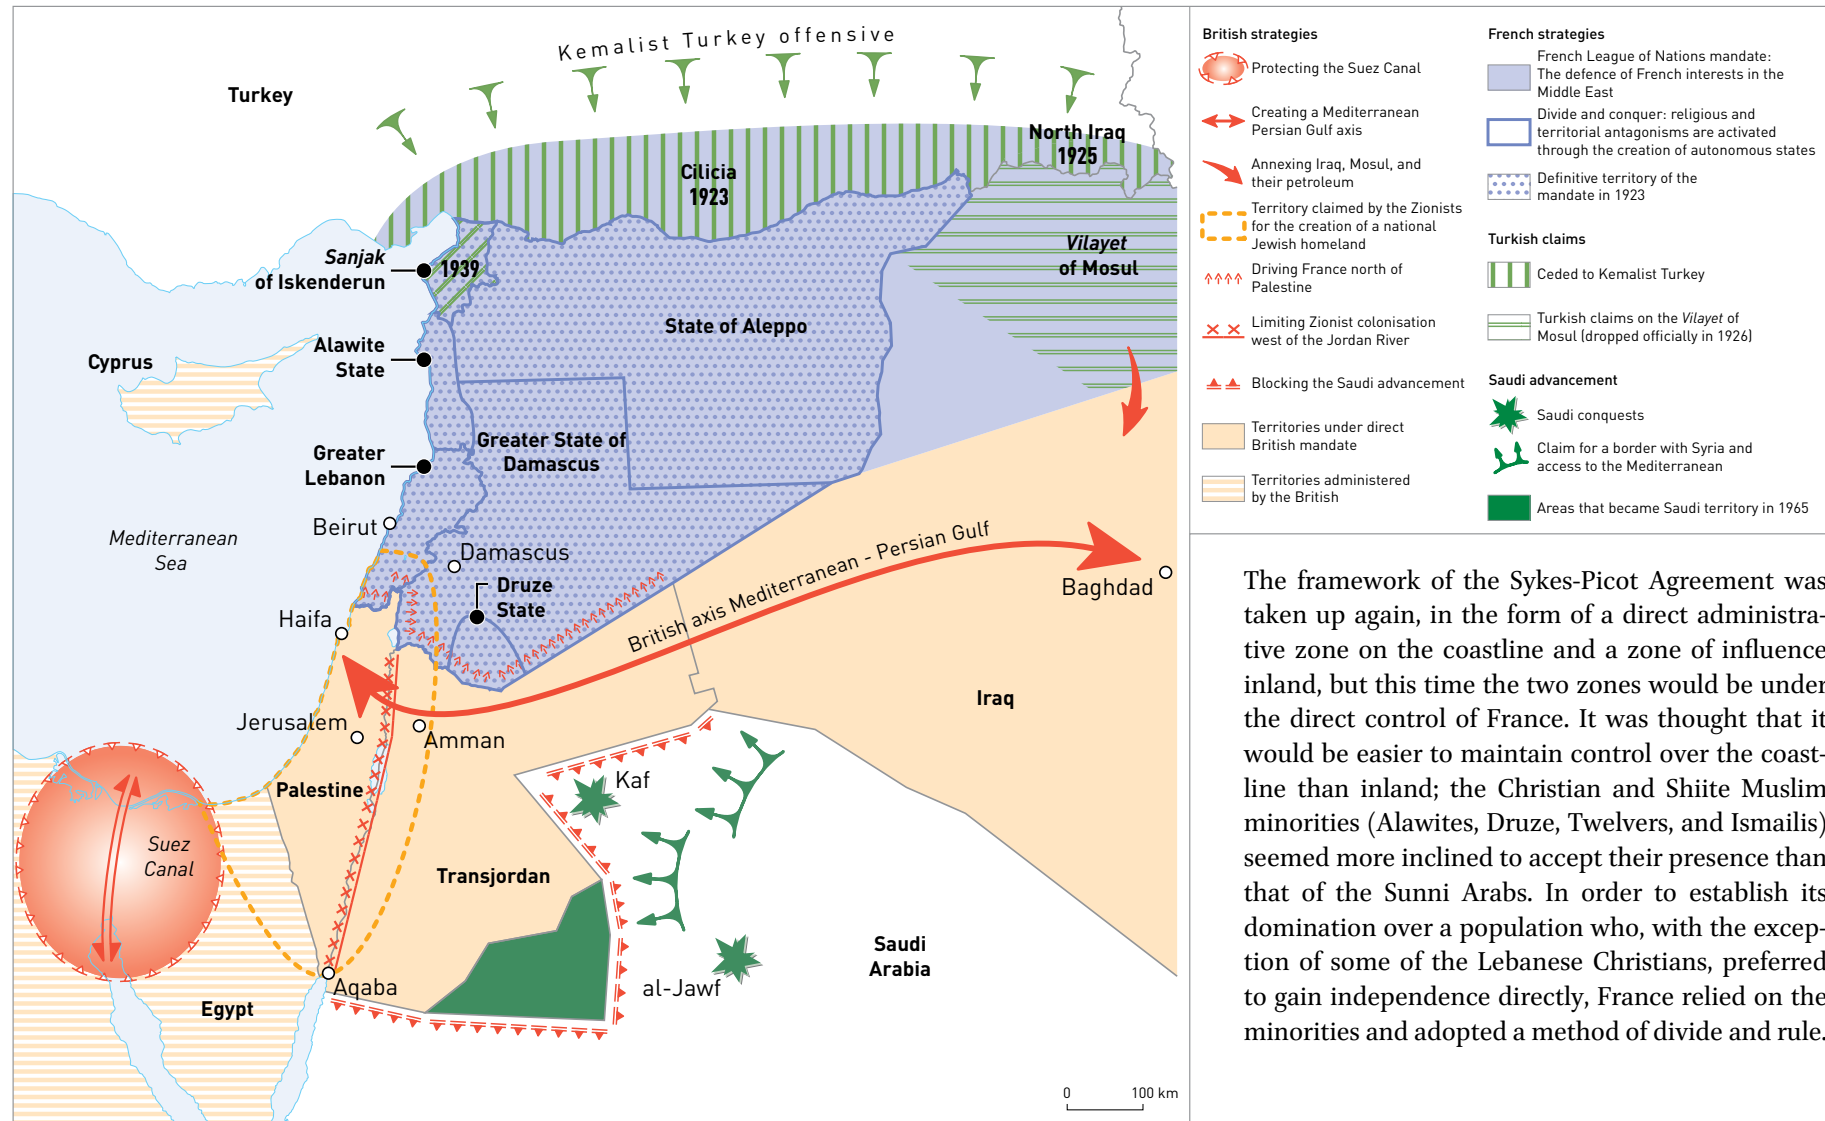 Kemalist Turkey offensive
Turkey
North Iraq
1925
Cilicia
1923
Sanjak
of Iskenderun
1939
Vilayet
of Mosul
State of Aleppo
Alawite
State
Cyprus
Greater State of
Damascus
Greater
Lebanon
Beirut
Mediterranean
Sea
Damascus
Druze
State
British axis Mediterranean - Persian Gulf
Baghdad
Haifa
Iraq
Jerusalem
Amman
Kaf
Palestine
Suez
Canal
Transjordan
Saudi
Arabia
al-Jawf
Aqaba
Egypt
0 100 km
British strategies
Protecting the Suez Canal
Creating a Mediterranean
Persian Gulf axis
Annexing Iraq, Mosul, and
their petroleum
Territory claimed by the Zionists
for the creation of a national
Jewish homeland
Driving France north of
Palestine
Limiting Zionist colonisation
west of the Jordan River
Blocking the Saudi advancement
Territories under direct
British mandate
Territories administered
by the British
French strategies
French League of Nations mandate:
The defence of French interests in the
Middle East
Divide and conquer: religious and
territorial antagonisms are activated
through the creation of autonomous states
Definitive territory of the
mandate in 1923
Turkish claims
Ceded to Kemalist Turkey
Turkish claims on the Vilayet of
Mosul (dropped officially in 1926)
Saudi advancement
Saudi conquests
Claim for a border with Syria and
access to the Mediterranean
Areas that became Saudi territory in 1965
The framework of the Sykes-Picot Agreement was
taken up again, in the form of a direct administra-
tive zone on the coastline and a zone of influence
inland, but this time the two zones would be under
the direct control of France. It was thought that it
would be easier to maintain control over the coast-
line than inland; the Christian and Shiite Muslim
minorities (Alawites, Druze, Twelvers, and Ismailis)
seemed more inclined to accept their presence than
that of the Sunni Arabs. In order to establish its
domination over a population who, with the excep-
tion of some of the Lebanese Christians, preferred
to gain independence directly, France relied on the
minorities and adopted a method of divide and rule.